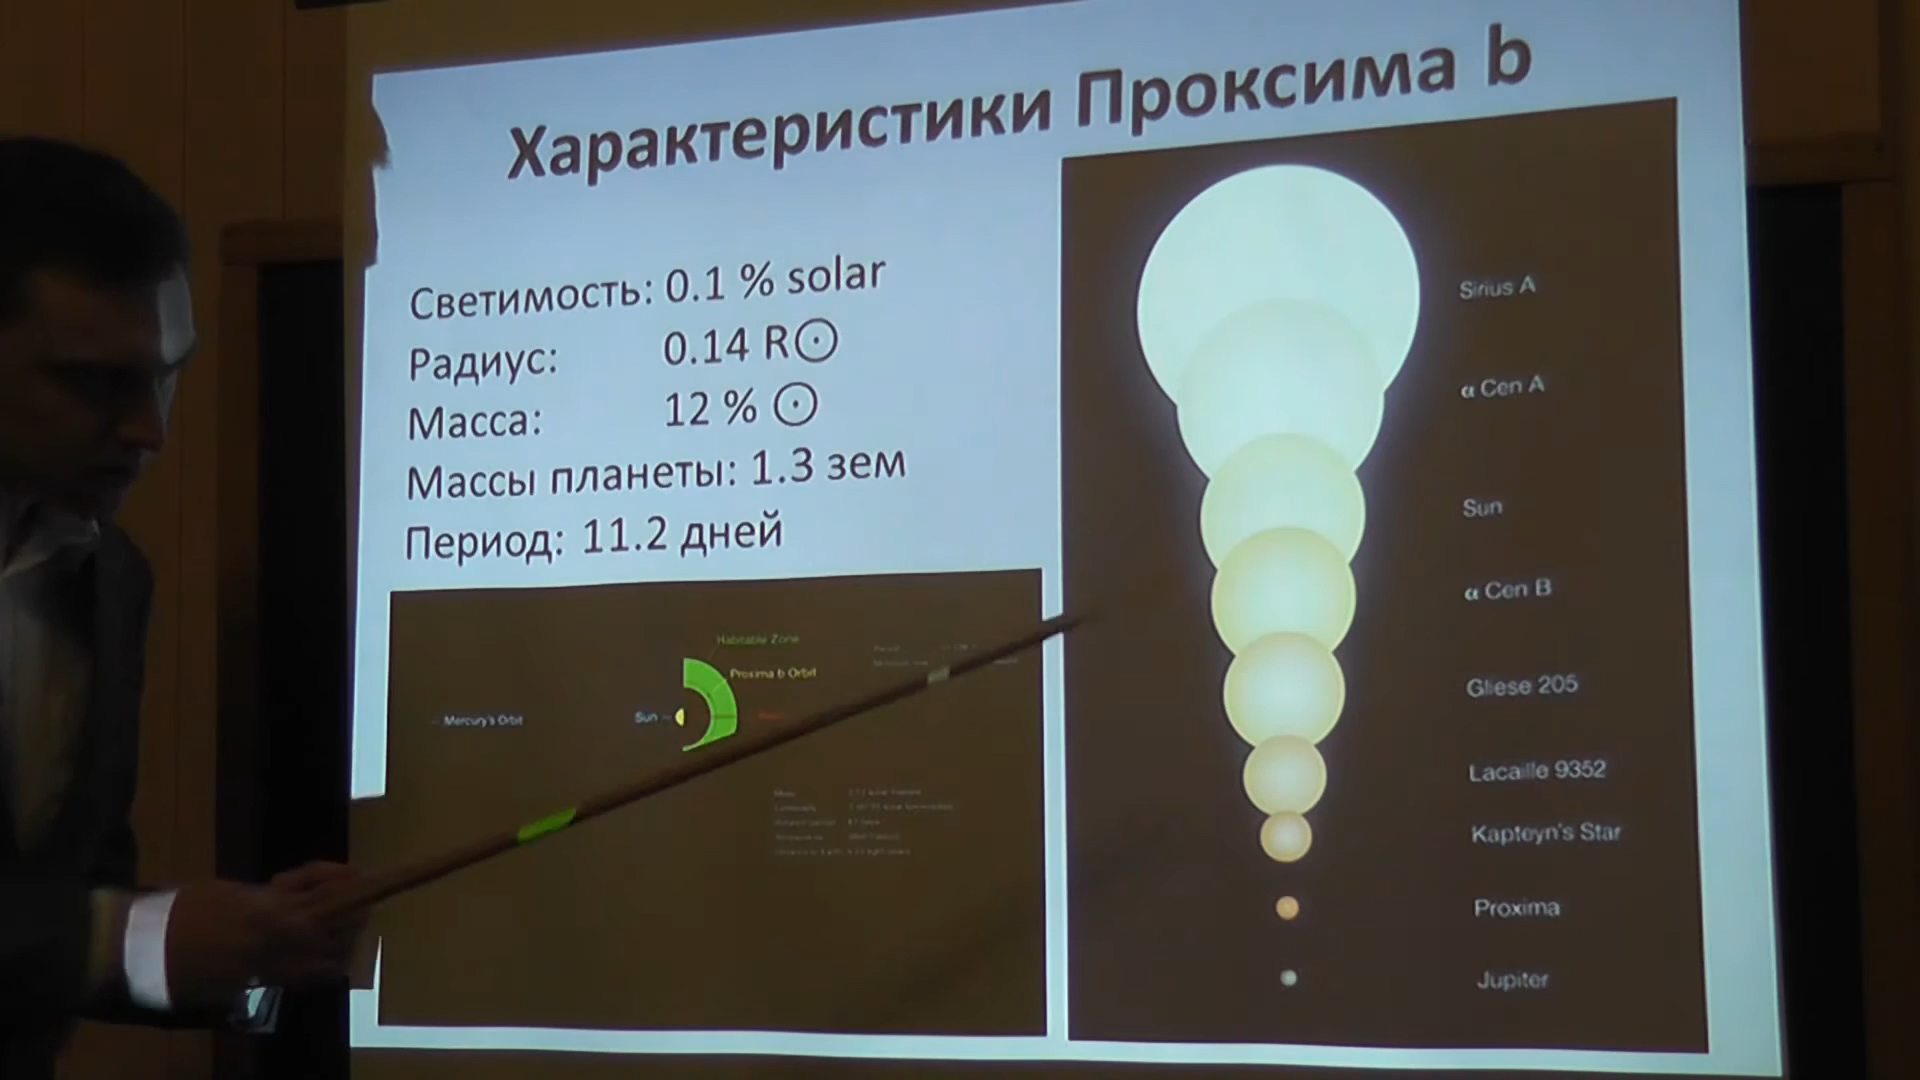 Характеристики Проксима b
Светимость: 0.1 % solar
Радиус: 0.14 R☉
Масса: 12 % ☉
Массы планеты: 1.3 зем
Период: 11.2 дней
Habitable Zone
Proxima b Orbit
Mercury's Orbit
Sun
Sirius A
α Cen A
Sun
α Cen B
Gliese 205
Lacaille 9352
Kapteyn's Star
Proxima
Jupiter